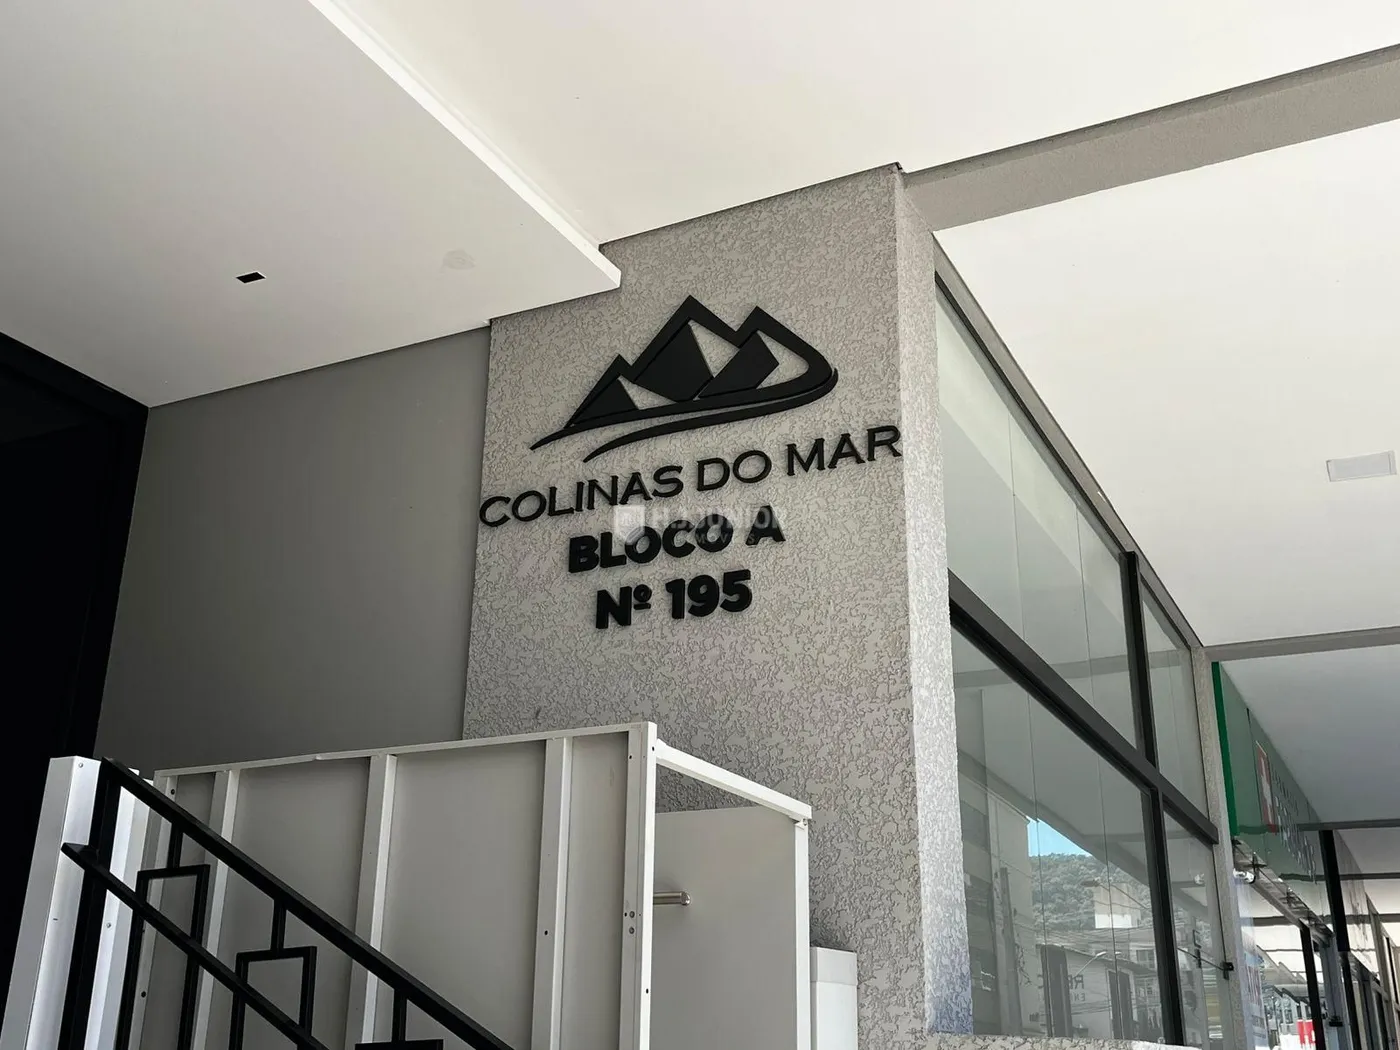 COLINAS DO MAR
BLOCO A
Nº 195